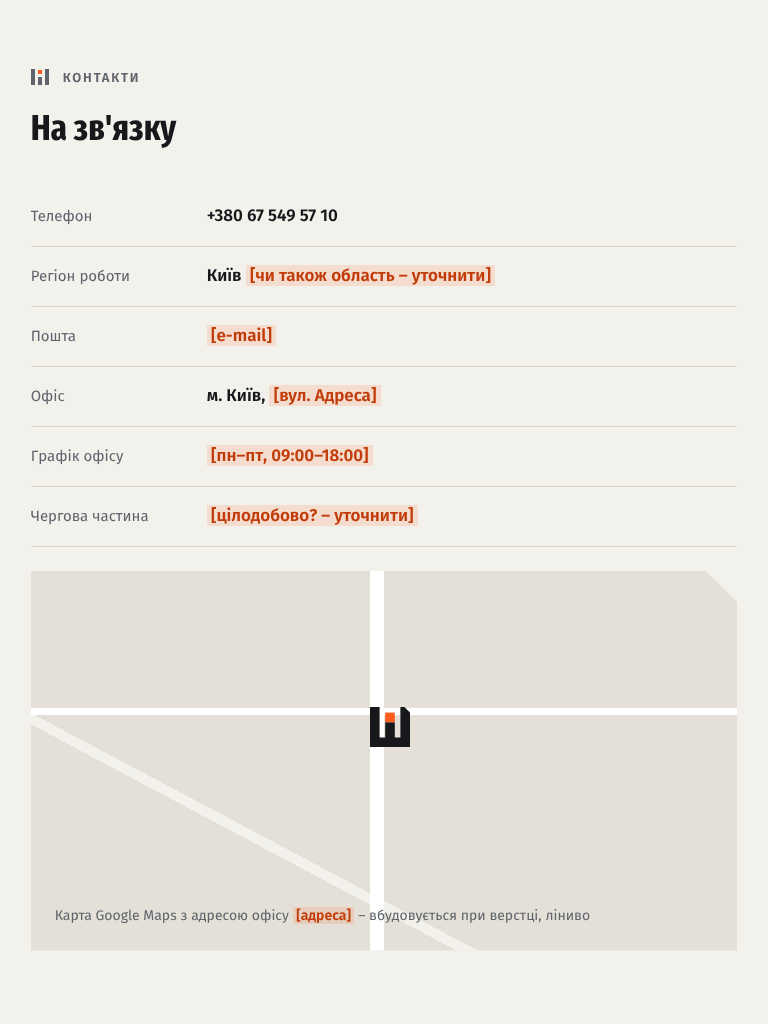 КОНТАКТИ
На зв'язку
Телефон +380 67 549 57 10
Регіон роботи Київ [чи також область – уточнити]
Пошта [e-mail]
Офіс м. Київ, [вул. Адреса]
Графік офісу [пн–пт, 09:00–18:00]
Чергова частина [цілодобово? – уточнити]
Карта Google Maps з адресою офісу [адреса] – вбудовується при верстці, ліниво